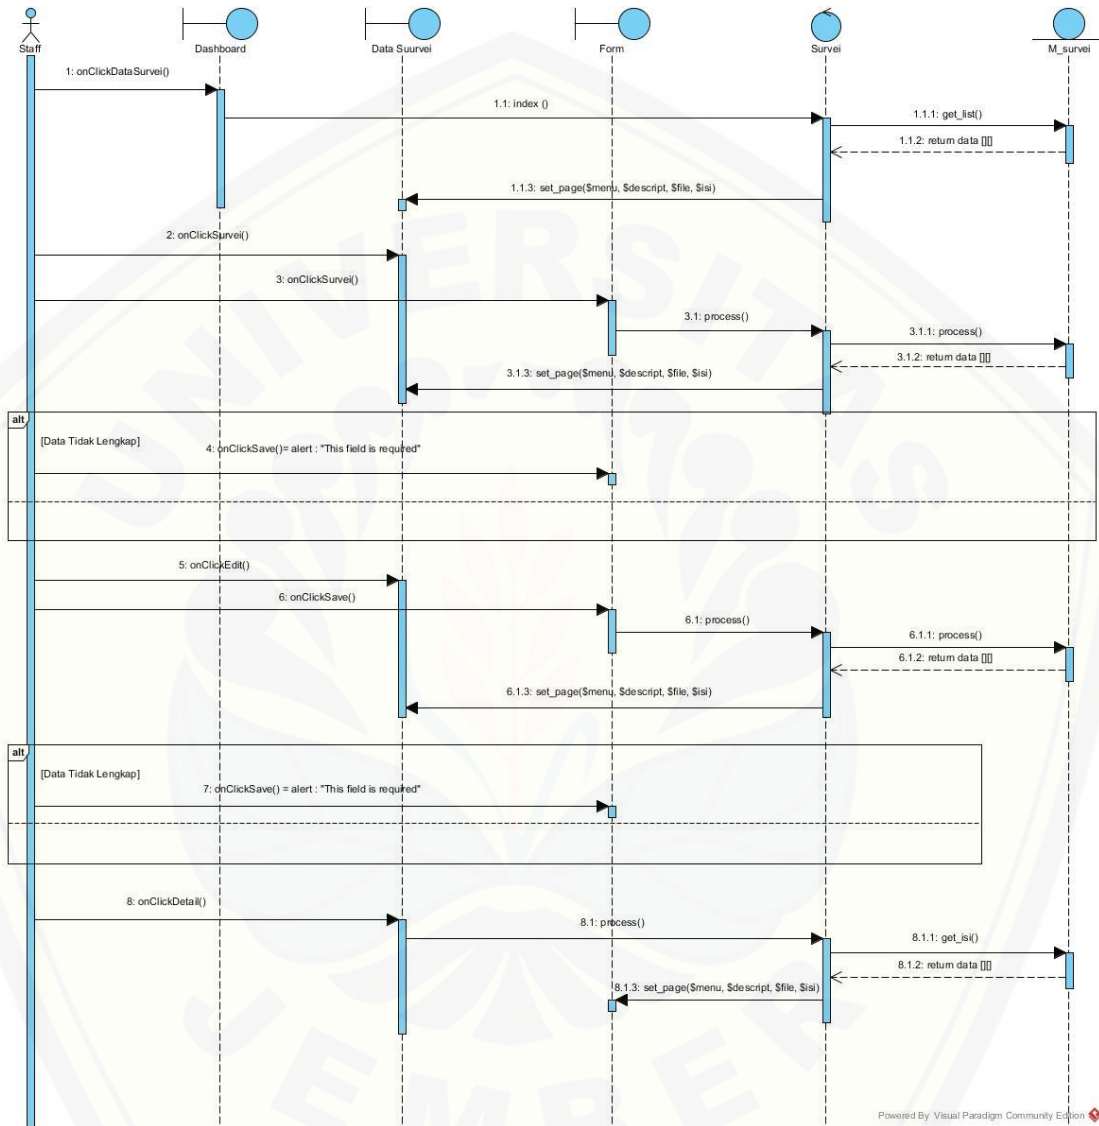 Staff
Dashboard
Data Suurvei
Form
Survei
M_survei
1: onClickDataSurvei()
1.1: index ()
1.1.1: get_list()
1.1.2: return data [][]
1.1.3: set_page($menu, $descript, $file, $isi)
2: onClickSurvei()
3: onClickSurvei()
3.1: process()
3.1.1: process()
3.1.2: return data [][]
3.1.3: set_page($menu, $descript, $file, $isi)
alt
[Data Tidak Lengkap]
4: onClickSave()= alert : "This field is required"
5: onClickEdit()
6: onClickSave()
6.1: process()
6.1.1: process()
6.1.2: return data [][]
6.1.3: set_page($menu, $descript, $file, $isi)
alt
[Data Tidak Lengkap]
7: onClickSave() = alert : "This field is required"
8: onClickDetail()
8.1: process()
8.1.1: get_isi()
8.1.2: return data [][]
8.1.3: set_page($menu, $descript, $file, $isi)
UNIVERSITAS
JEMBER
Powered By Visual Paradigm Community Edition